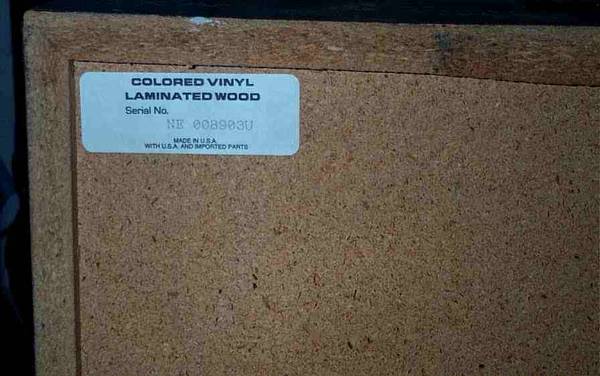 COLORED VINYL
LAMINATED WOOD
Serial No.
NE 008903U
MADE IN U.S.A.
WITH U.S.A. AND IMPORTED PARTS